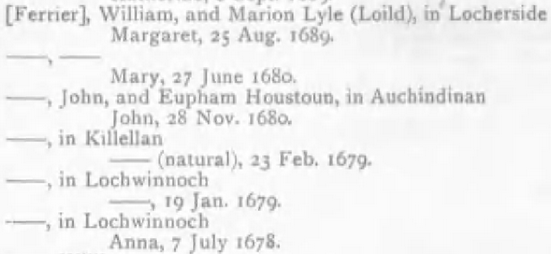 [Ferrier], William, and Marion Lyle (Loild), in Locherside
Margaret, 25 Aug. 1689.
——, ——
Mary, 27 June 1680.
——, John, and Eupham Houstoun, in Auchindinan
John, 28 Nov. 1680.
——, in Killellan
—— (natural), 23 Feb. 1679.
——, in Lochwinnoch
——, 19 Jan. 1679.
——, in Lochwinnoch
Anna, 7 July 1678.